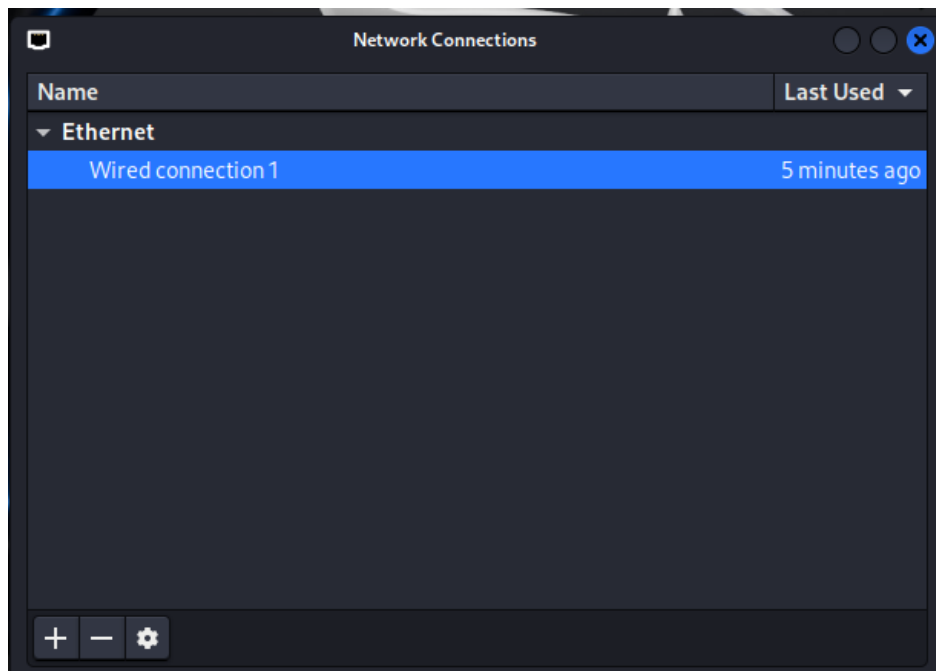 Network Connections
Name Last Used
Ethernet
Wired connection 1 5 minutes ago